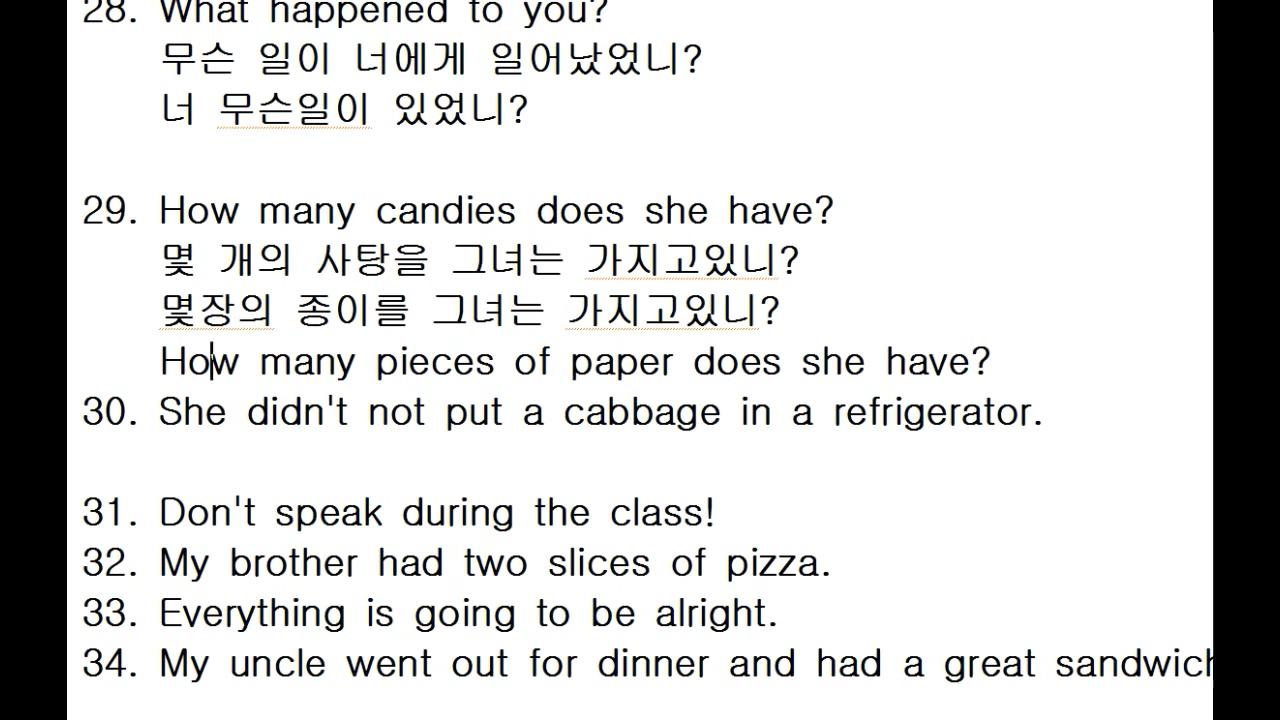 28. What happened to you?
무슨 일이 너에게 일어났었니?
너 무슨일이 있었니?
29. How many candies does she have?
몇 개의 사탕을 그녀는 가지고있니?
몇장의 종이를 그녀는 가지고있니?
How many pieces of paper does she have?
30. She didn't not put a cabbage in a refrigerator.
31. Don't speak during the class!
32. My brother had two slices of pizza.
33. Everything is going to be alright.
34. My uncle went out for dinner and had a great sandwich